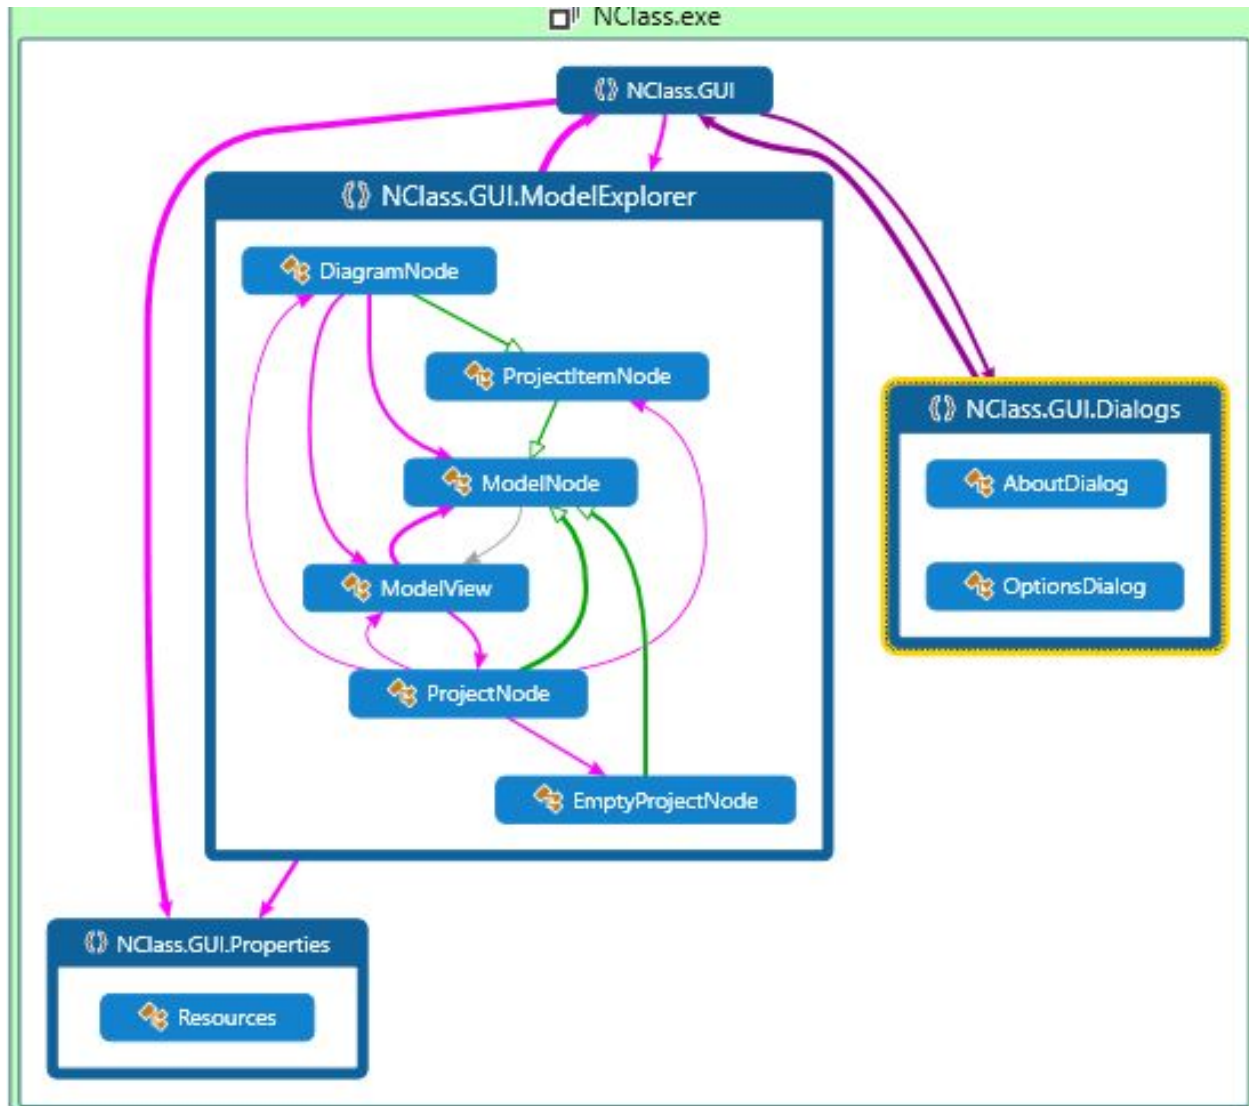 NClass.exe
NClass.GUI
NClass.GUI.ModelExplorer
DiagramNode
ProjectItemNode
NClass.GUI.Dialogs
ModelNode
AboutDialog
ModelView
OptionsDialog
ProjectNode
EmptyProjectNode
NClass.GUI.Properties
Resources